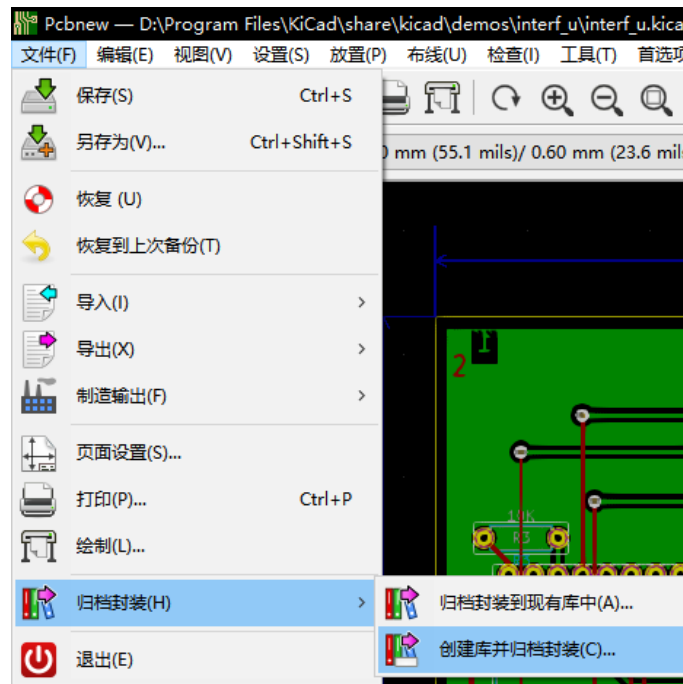 Pcbnew — D:\Program Files\KiCad\share\kicad\demos\interf_u\interf_u.kica
文件(F) 编辑(E) 视图(V) 设置(S) 放置(P) 布线(U) 检查(I) 工具(T) 首选项
保存(S) Ctrl+S
另存为(V)... Ctrl+Shift+S
mm (55.1 mils)/ 0.60 mm (23.6 mil
恢复 (U)
恢复到上次备份(T)
导入(I)
导出(X)
1
2
制造输出(F)
页面设置(S)...
打印(P)... Ctrl+P
10K
R3
绘制(L)...
归档封装(H)
归档封装到现有库中(A)...
创建库并归档封装(C)...
退出(E)